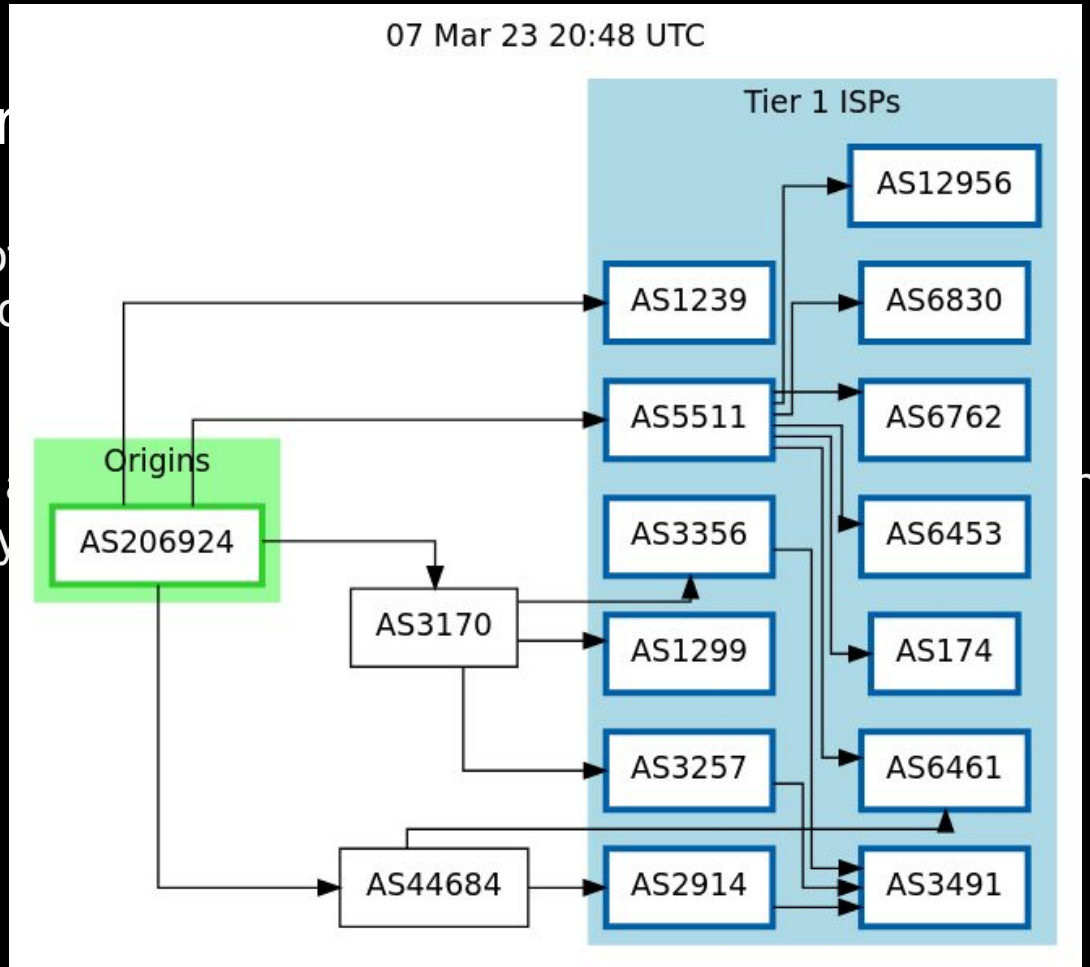 07 Mar 23 20:48 UTC
Tier 1 ISPs
AS12956
AS1239
AS6830
AS5511
AS6762
Origins
AS206924
AS3356
AS6453
AS3170
AS1299
AS174
AS3257
AS6461
AS44684
AS2914
AS3491